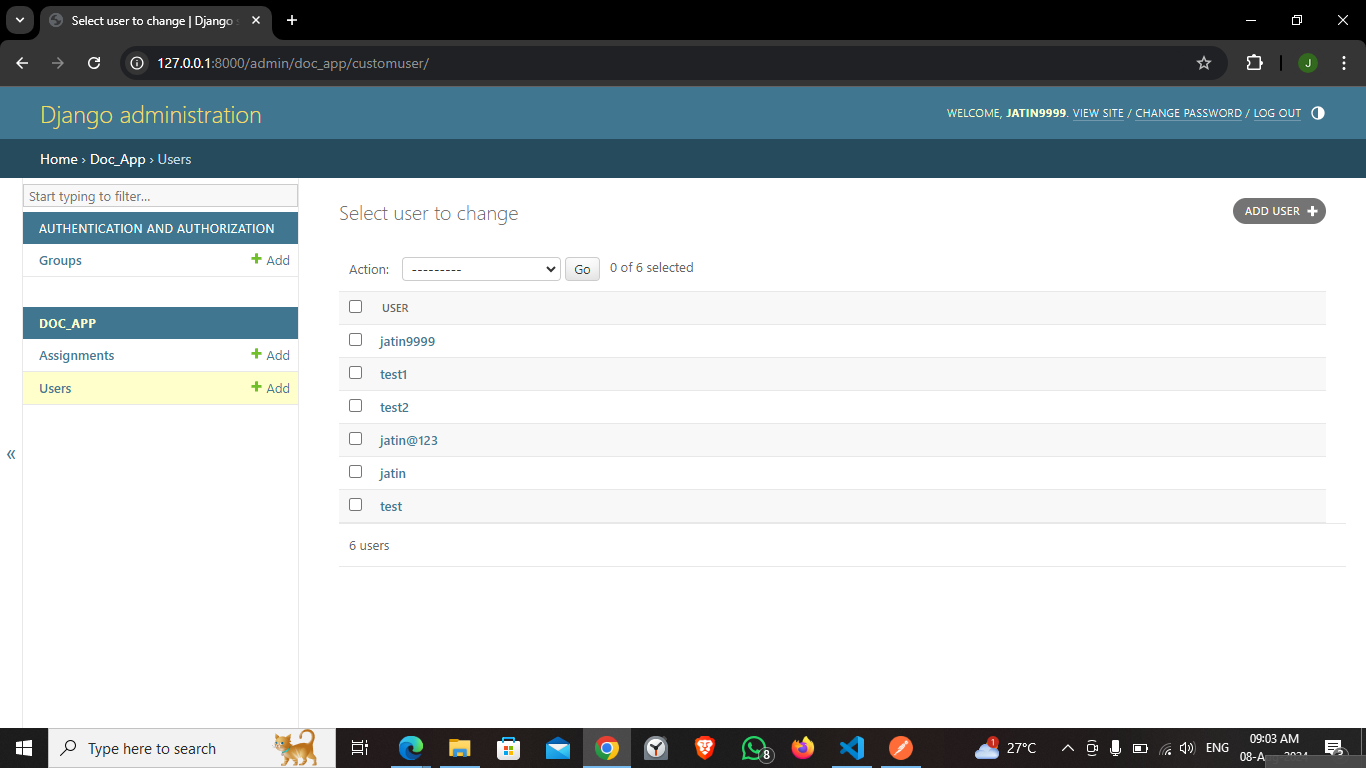 Select user to change | Django s
127.0.0.1:8000/admin/doc_app/customuser/
J
Django administration
WELCOME, JATIN9999. VIEW SITE / CHANGE PASSWORD / LOG OUT
Home › Doc_App › Users
Start typing to filter...
AUTHENTICATION AND AUTHORIZATION
Groups + Add
DOC_APP
Assignments + Add
Users + Add
«
Select user to change
ADD USER +
Action: --------- Go 0 of 6 selected
USER
jatin9999
test1
test2
jatin@123
jatin
test
6 users
Type here to search
8
1
27°C
ENG
09:03 AM
08-Aug-2024